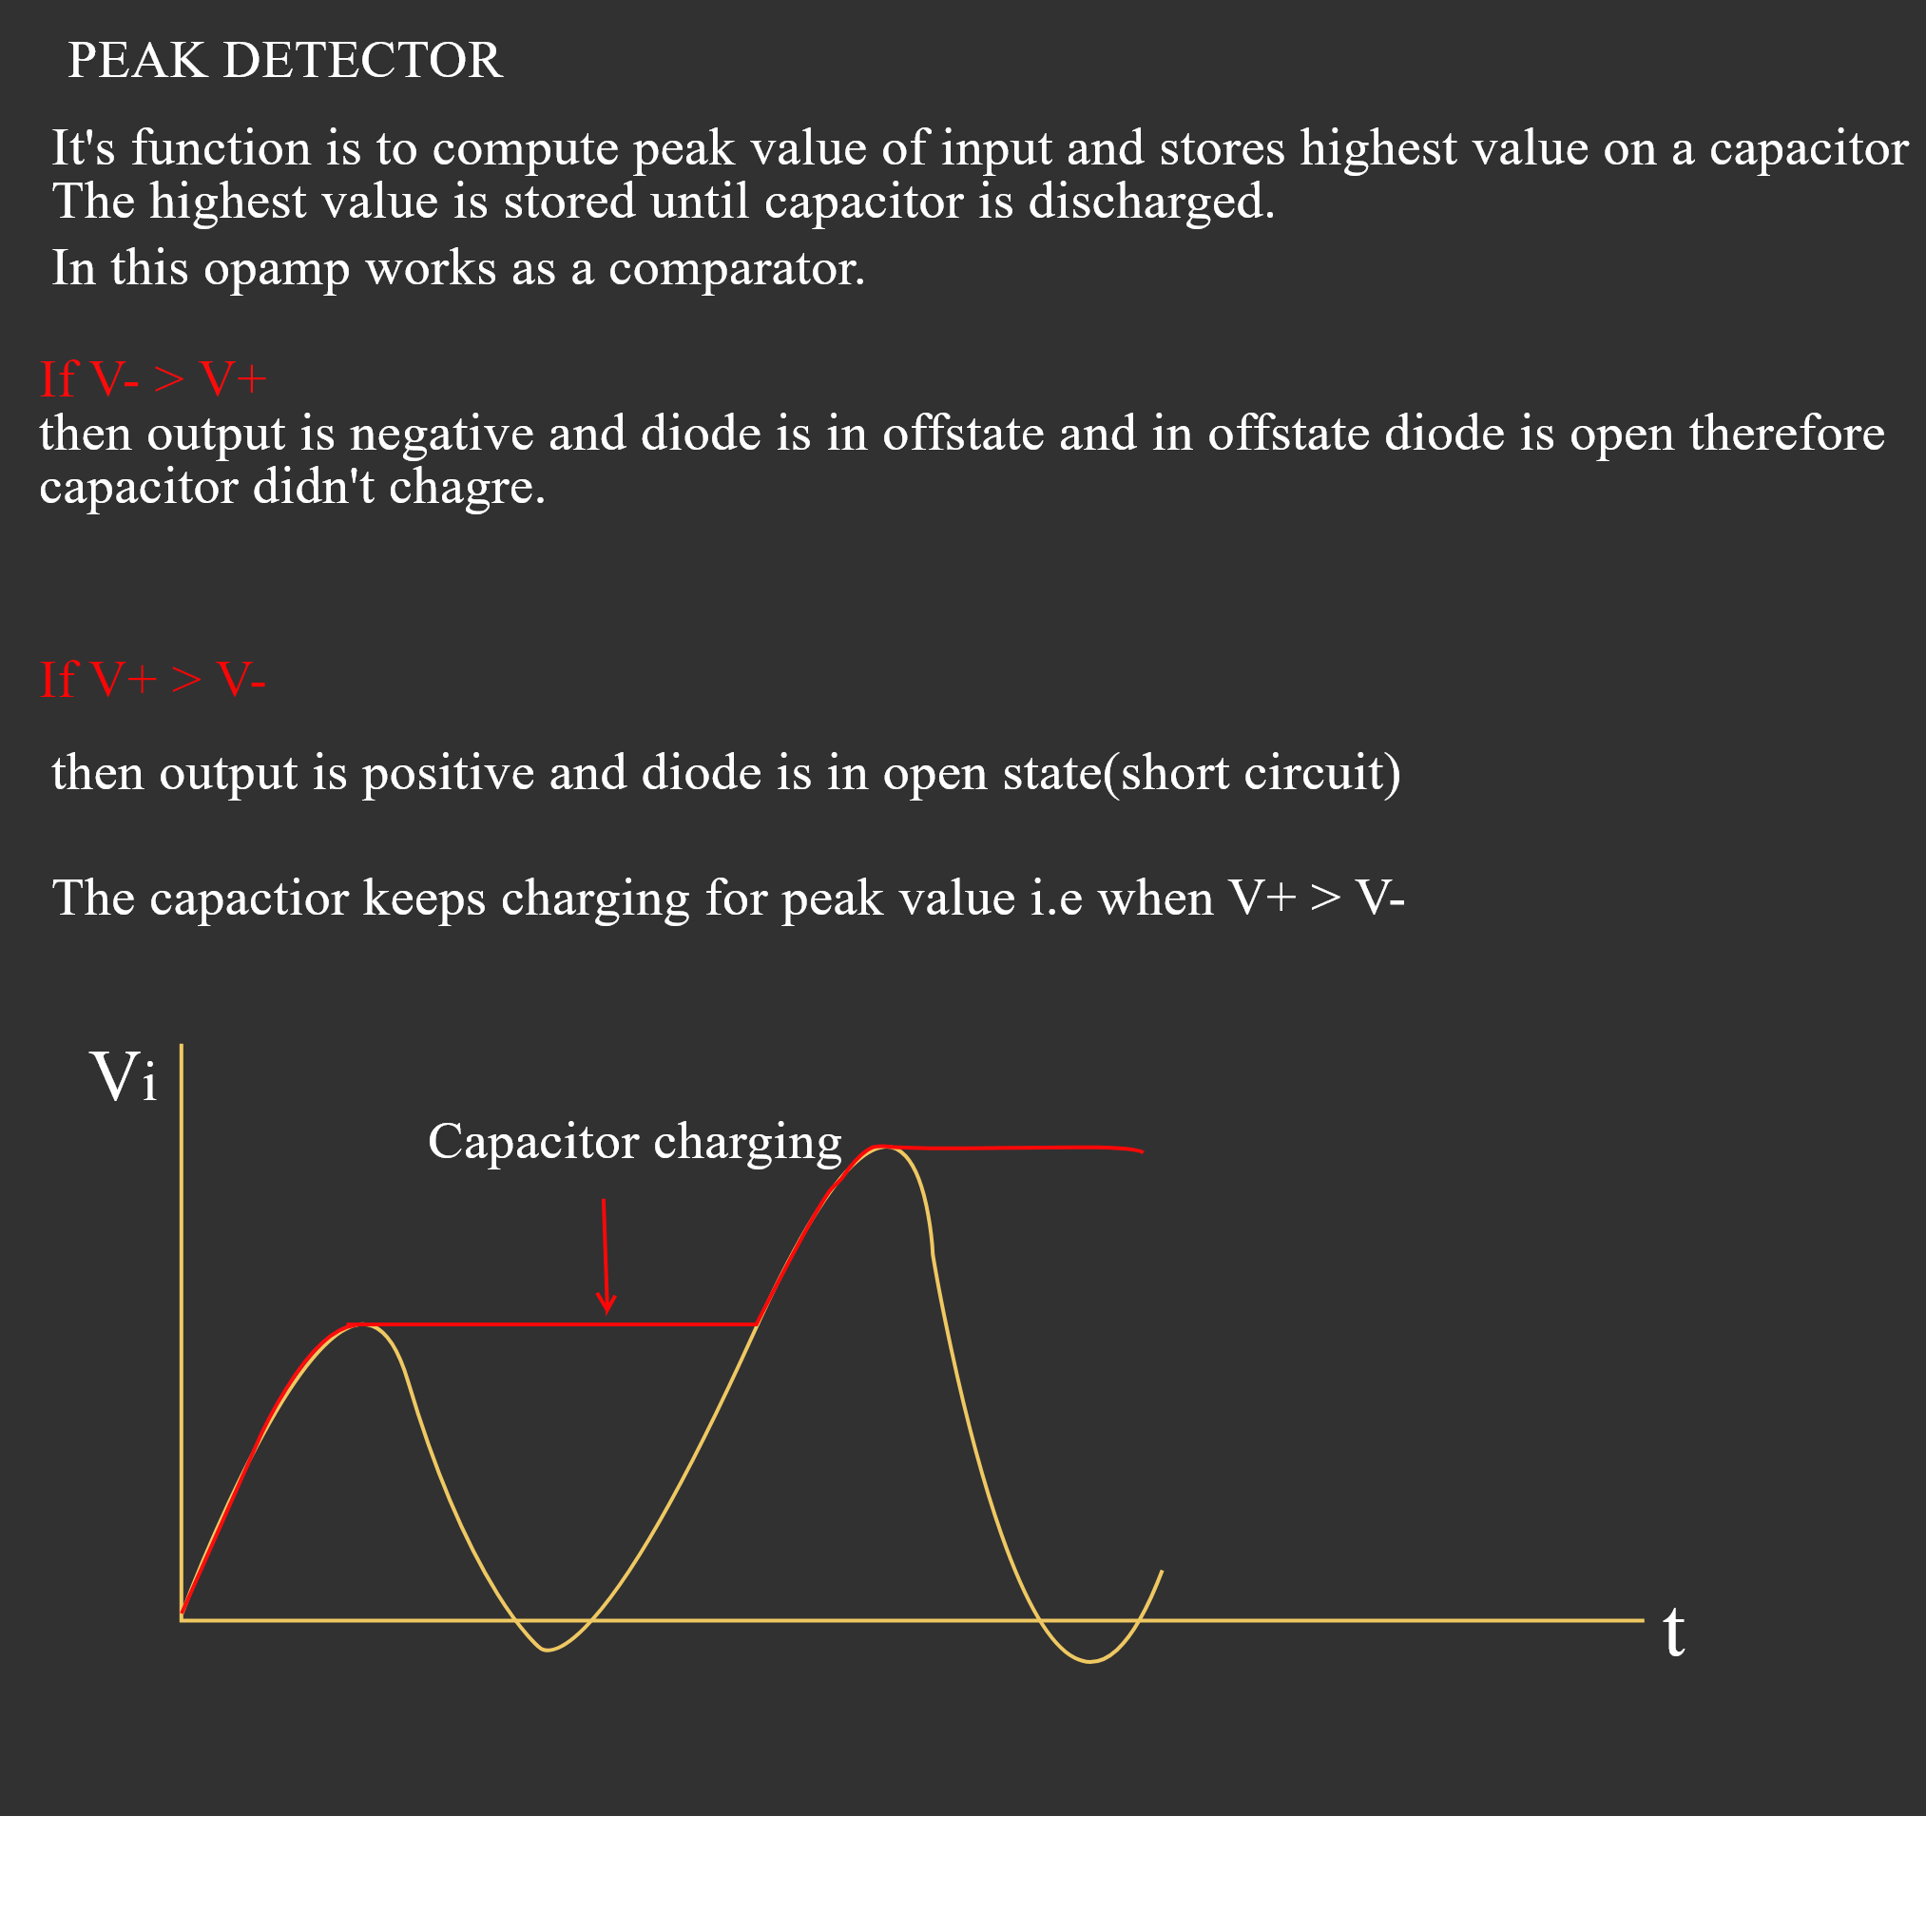 PEAK DETECTOR
It's function is to compute peak value of input and stores highest value on a capacitor
The highest value is stored until capacitor is discharged.
In this opamp works as a comparator.
If V- > V+
then output is negative and diode is in offstate and in offstate diode is open therefore
capacitor didn't chagre.
If V+ > V-
then output is positive and diode is in open state(short circuit)
The capactior keeps charging for peak value i.e when V+ > V-
Vi
Capacitor charging
t